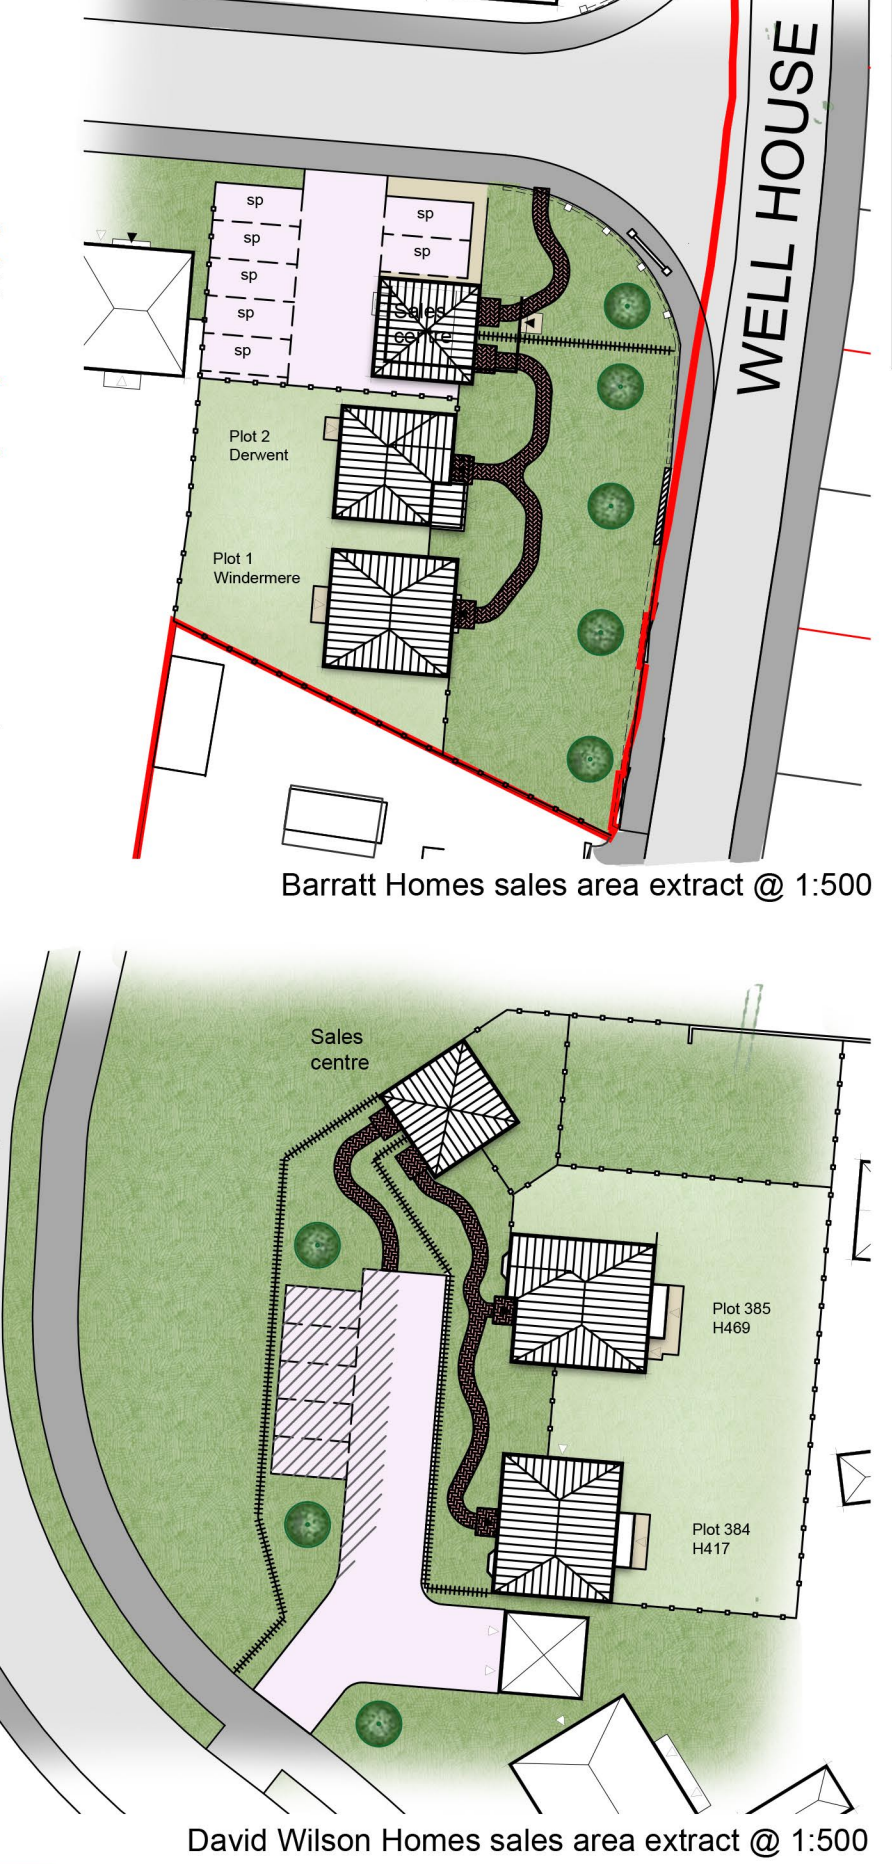 WELL HOUSE
sp
sp
sp
sp
sp
sp
sp
Sales
centre
Plot 2
Derwent
Plot 1
Windermere
Barratt Homes sales area extract @ 1:500
Sales
centre
Plot 385
H469
Plot 384
H417
David Wilson Homes sales area extract @ 1:500